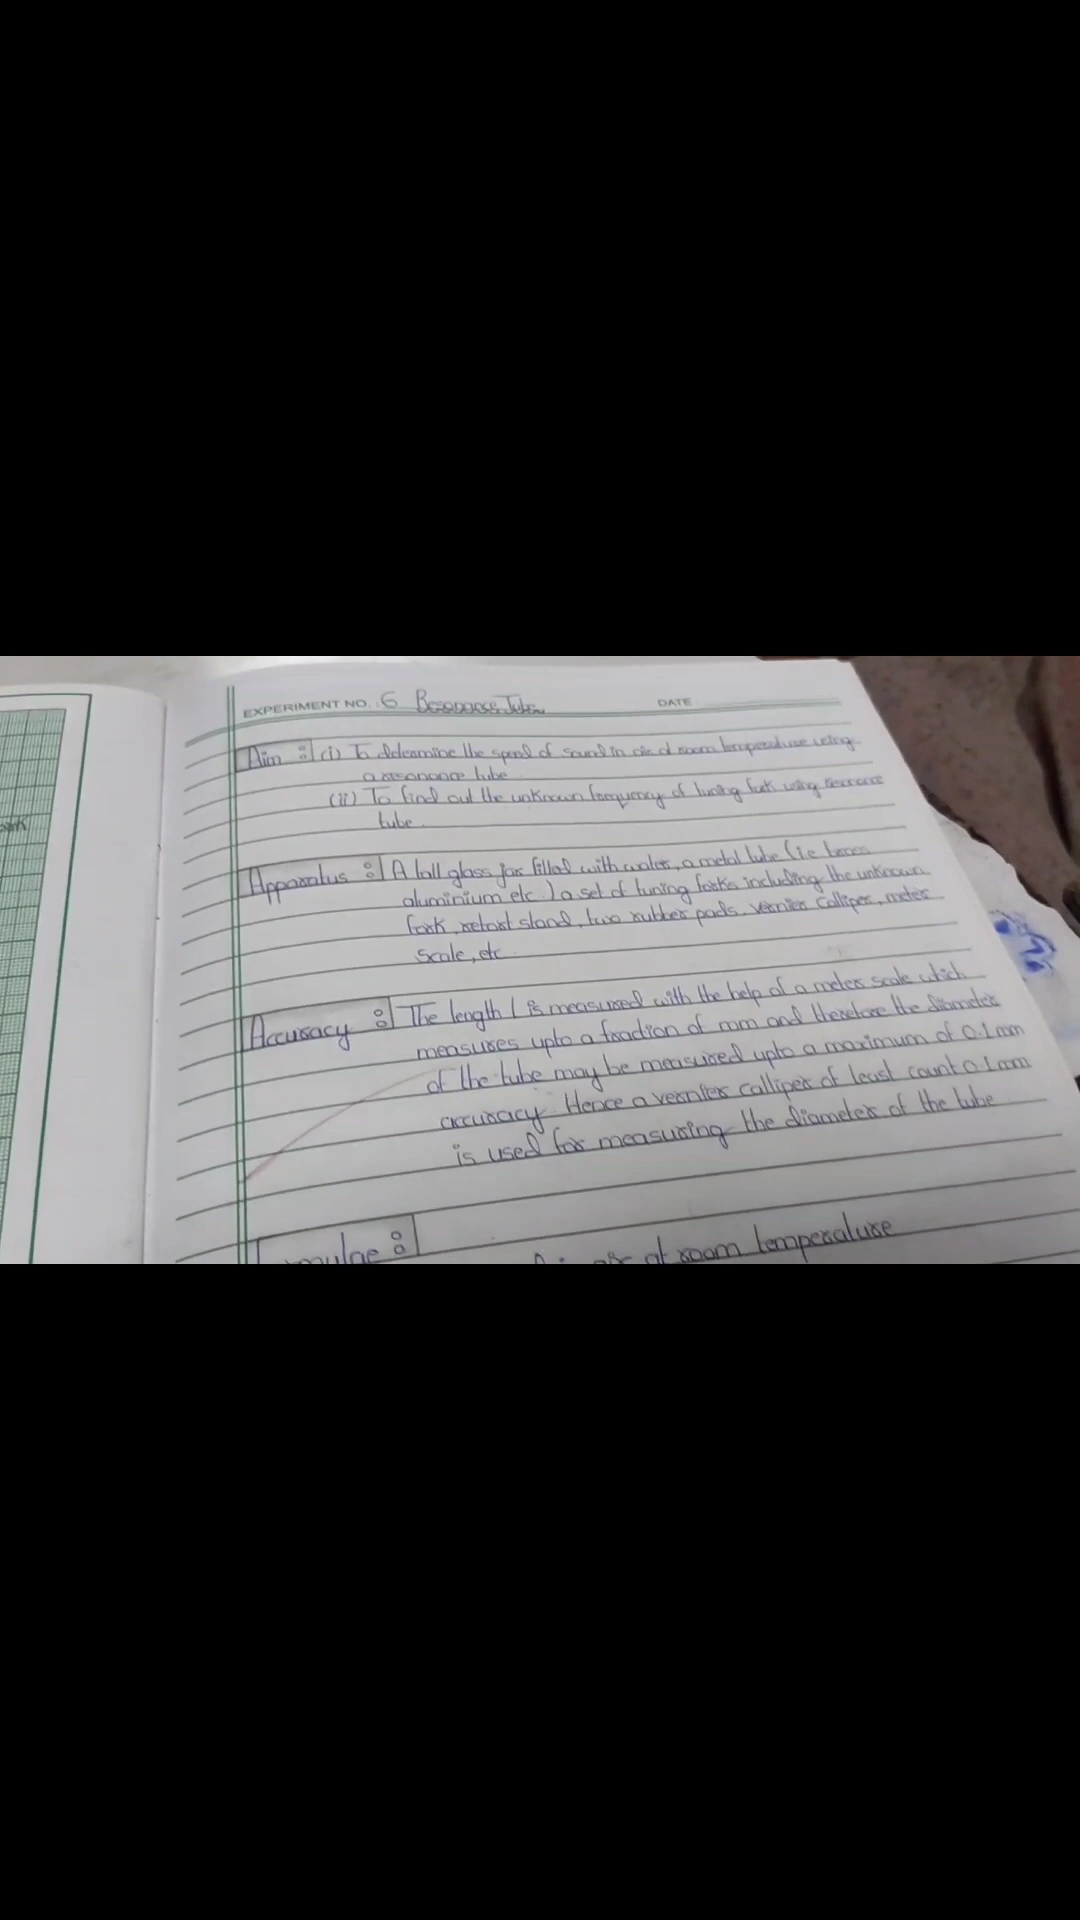 EXPERIMENT NO. : 6 Resonance Tube DATE :
Aim : (i) To determine the speed of sound in air at room temperature using
a resonance tube
(ii) To find out the unknown frequency of tuning fork using resonance
tube.
Apparatus : A tall glass jar filled with water, a metal tube (i.e.
aluminium etc.) a set of tuning forks including the unknown
fork, retort stand, two rubber pads, vernier calliper, meter
scale, etc.
Accuracy : The length l is measured with the help of a meter scale which
measures upto a fraction of mm and therefore the diameter
of the tube may be measured upto a maximum of 0.1 mm
accuracy. Hence a vernier calliper of least count 0.1 mm
is used for measuring the diameter of the tube
mulae :
in air at room temperature